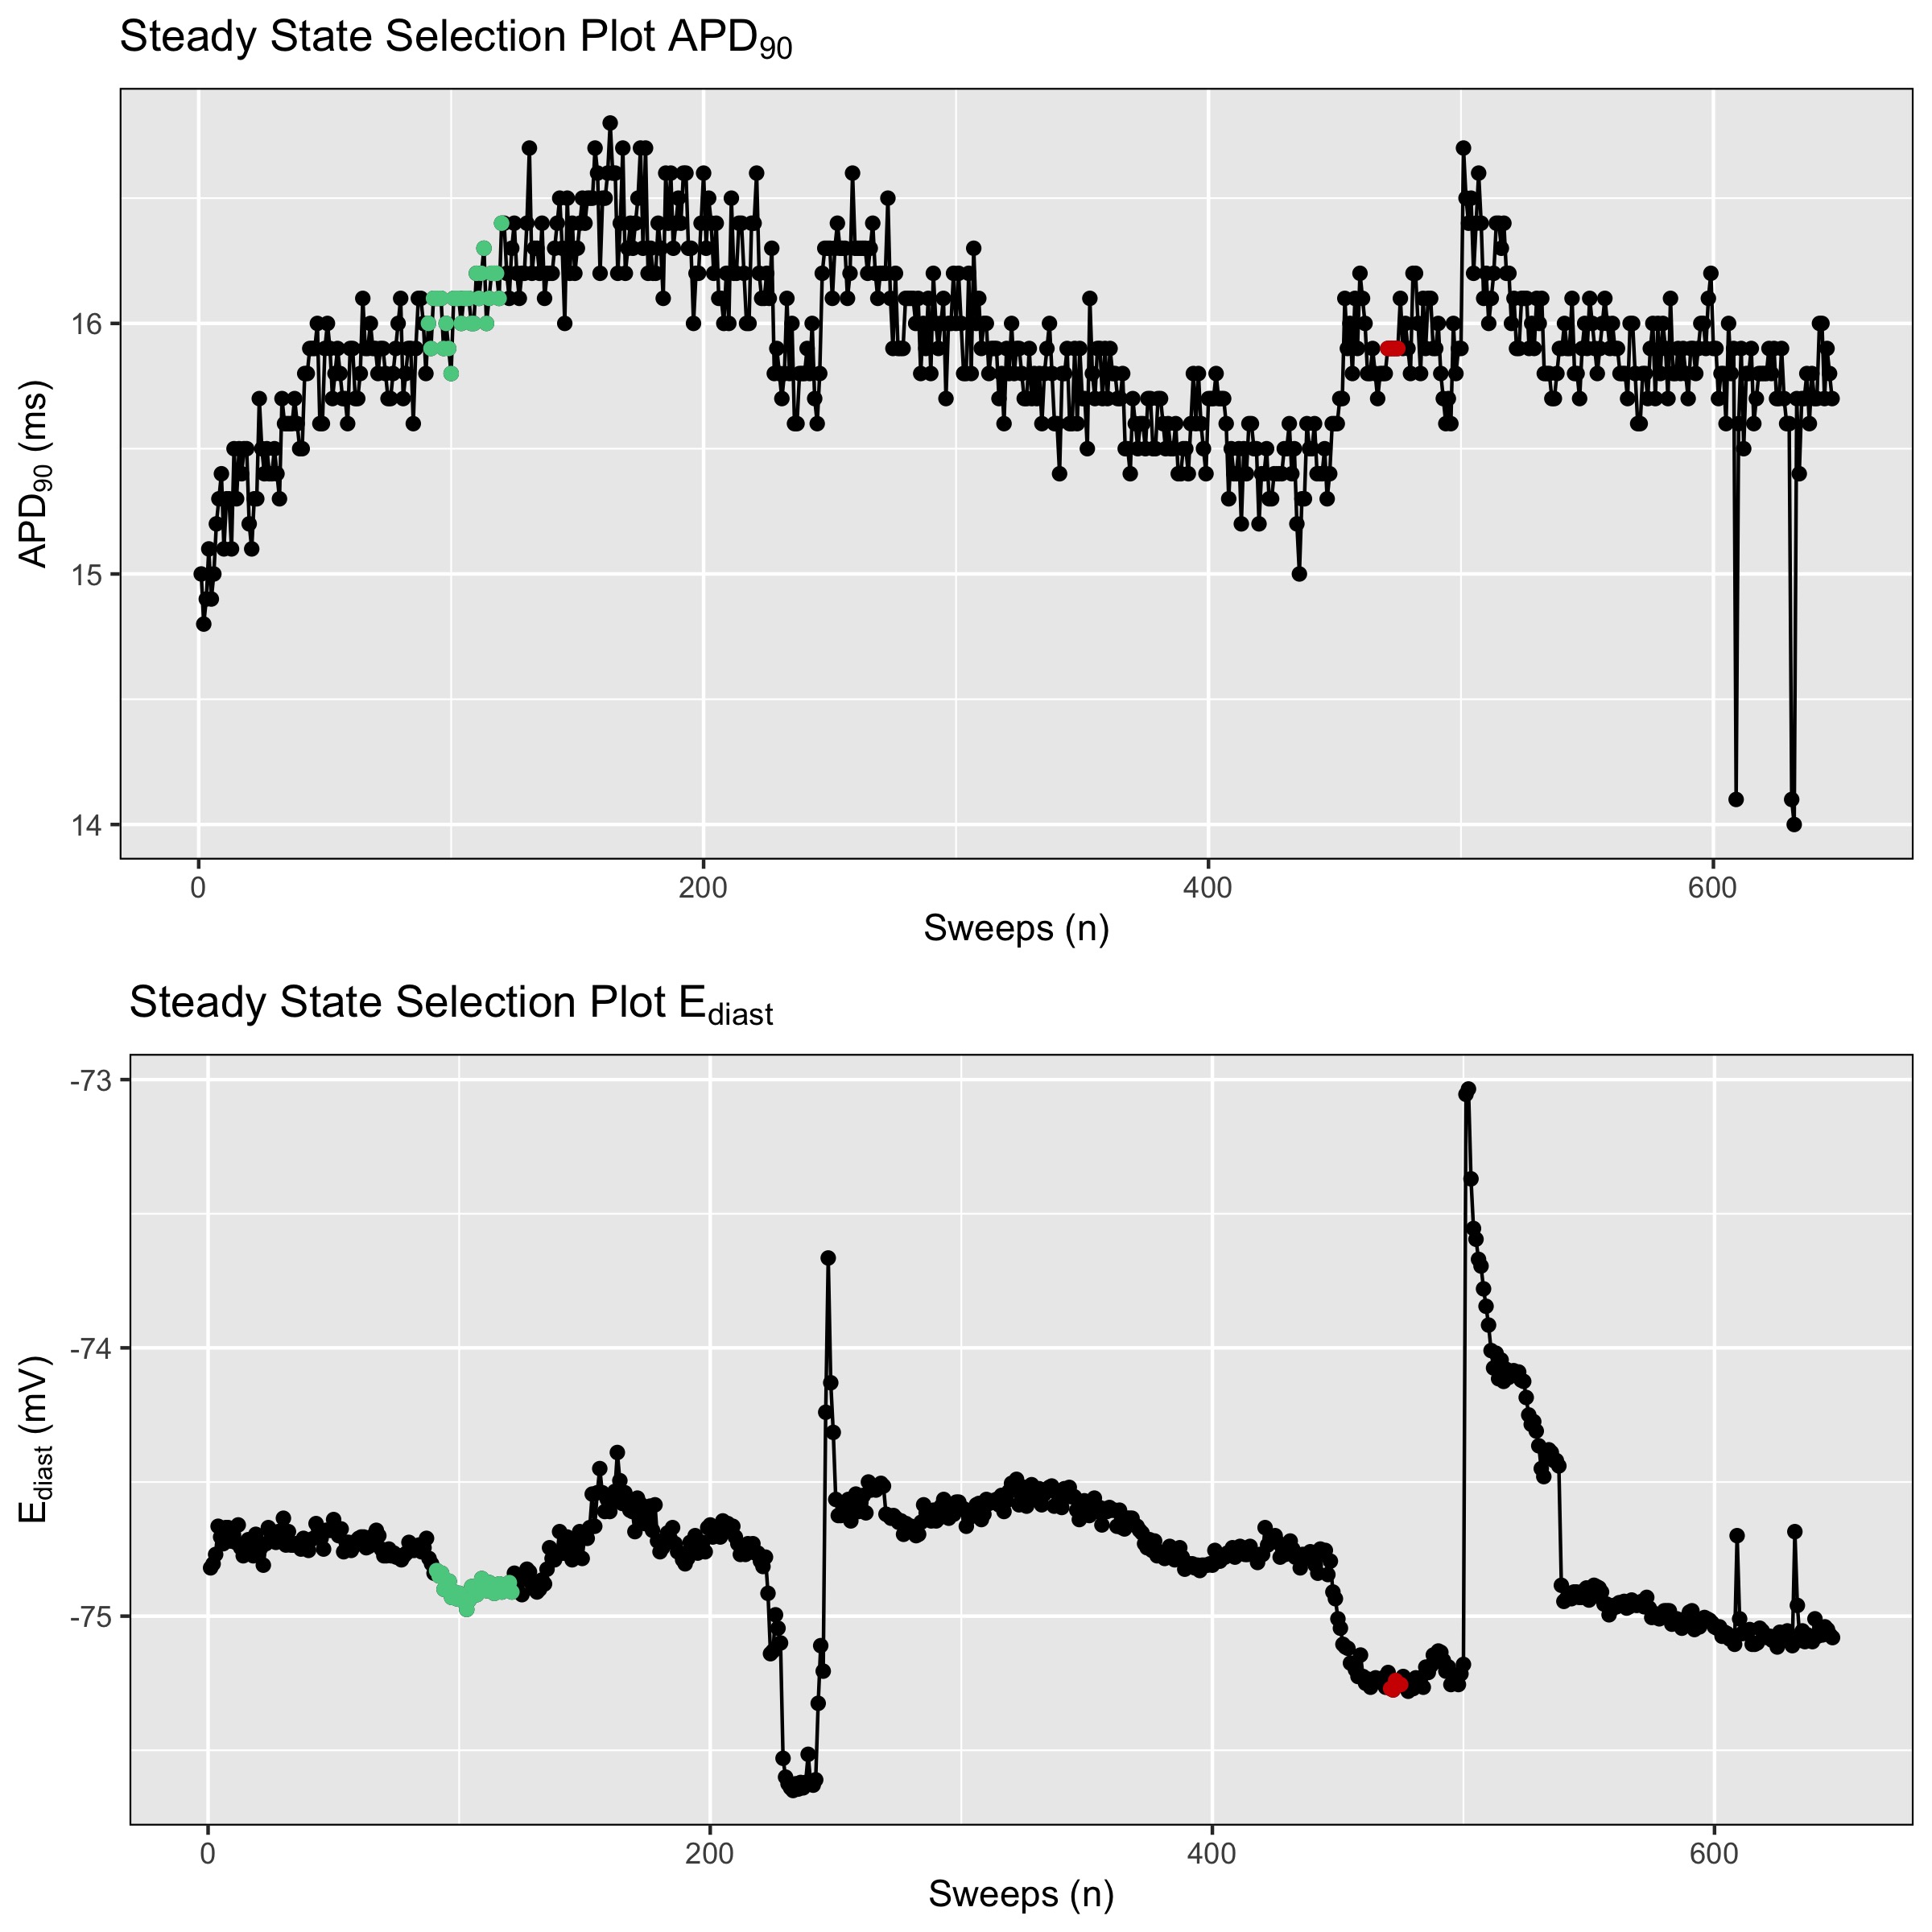 Steady State Selection Plot APD90
APD90 (ms)
16
15
14
0 200 400 600
Sweeps (n)
Steady State Selection Plot Ediast
Ediast (mV)
-73
-74
-75
0 200 400 600
Sweeps (n)